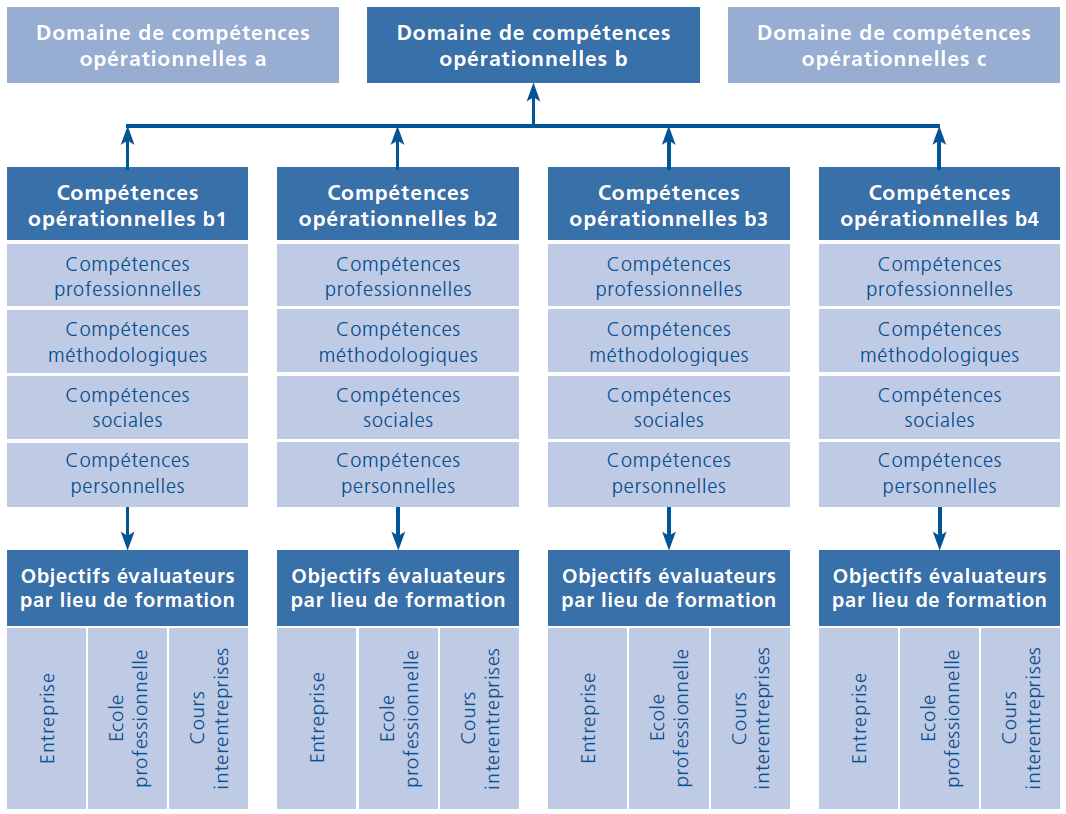 Domaine de compétences
opérationnelles a
Domaine de compétences
opérationnelles b
Domaine de compétences
opérationnelles c
Compétences
opérationnelles b1
Compétences
professionnelles
Compétences
méthodologiques
Compétences
sociales
Compétences
personnelles
Objectifs évaluateurs
par lieu de formation
Entreprise
Ecole
professionnelle
Cours
interentreprises
Compétences
opérationnelles b2
Compétences
professionnelles
Compétences
méthodologiques
Compétences
sociales
Compétences
personnelles
Objectifs évaluateurs
par lieu de formation
Entreprise
Ecole
professionnelle
Cours
interentreprises
Compétences
opérationnelles b3
Compétences
professionnelles
Compétences
méthodologiques
Compétences
sociales
Compétences
personnelles
Objectifs évaluateurs
par lieu de formation
Entreprise
Ecole
professionnelle
Cours
interentreprises
Compétences
opérationnelles b4
Compétences
professionnelles
Compétences
méthodologiques
Compétences
sociales
Compétences
personnelles
Objectifs évaluateurs
par lieu de formation
Entreprise
Ecole
professionnelle
Cours
interentreprises